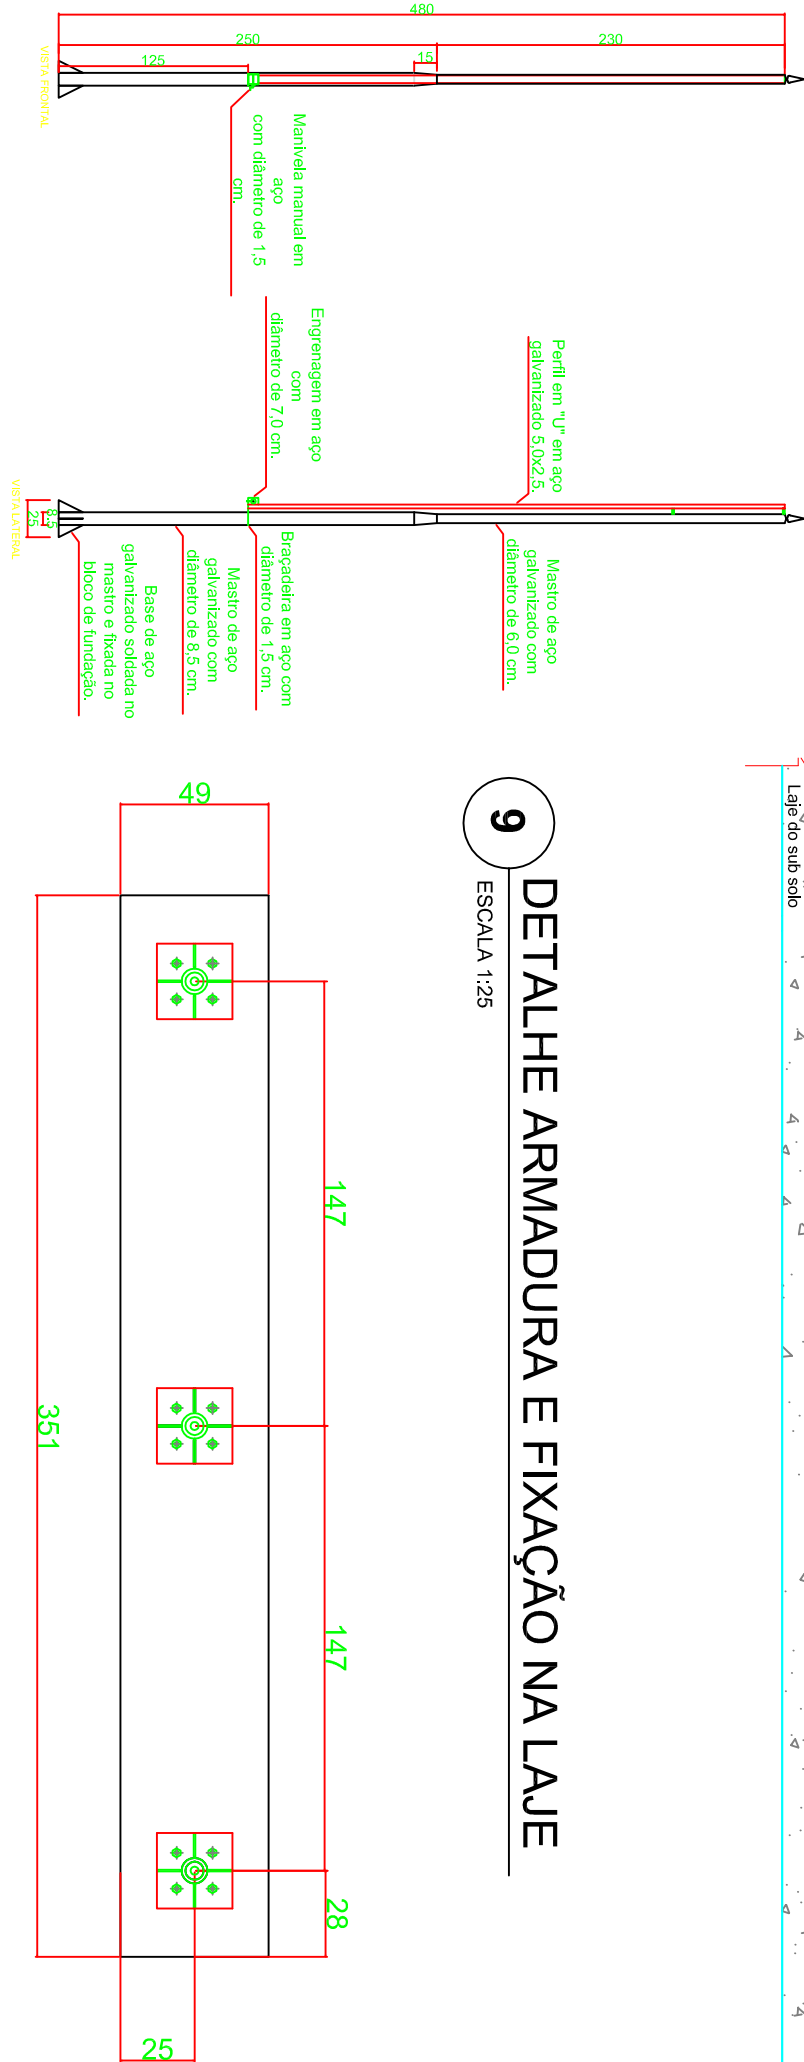 480
250
230
125
15
VISTA FRONTAL
Manivela manual em
aço
com diâmetro de 1,5
cm.
Engrenagem em aço
com
diâmetro de 7,0 cm.
Perfil em "U" em aço
galvanizado 5,0x2,5.
VISTA LATERAL
25
8.5
Base de aço
galvanizado soldada no
mastro e fixada no
bloco de fundação.
Mastro de aço
galvanizado com
diâmetro de 8,5 cm.
Braçadeira em aço com
diâmetro de 1,5 cm.
Mastro de aço
galvanizado com
diâmetro de 6,0 cm.
Laje do sub solo
9
DETALHE ARMADURA E FIXAÇÃO NA LAJE
ESCALA 1:25
49
147
147
28
351
25